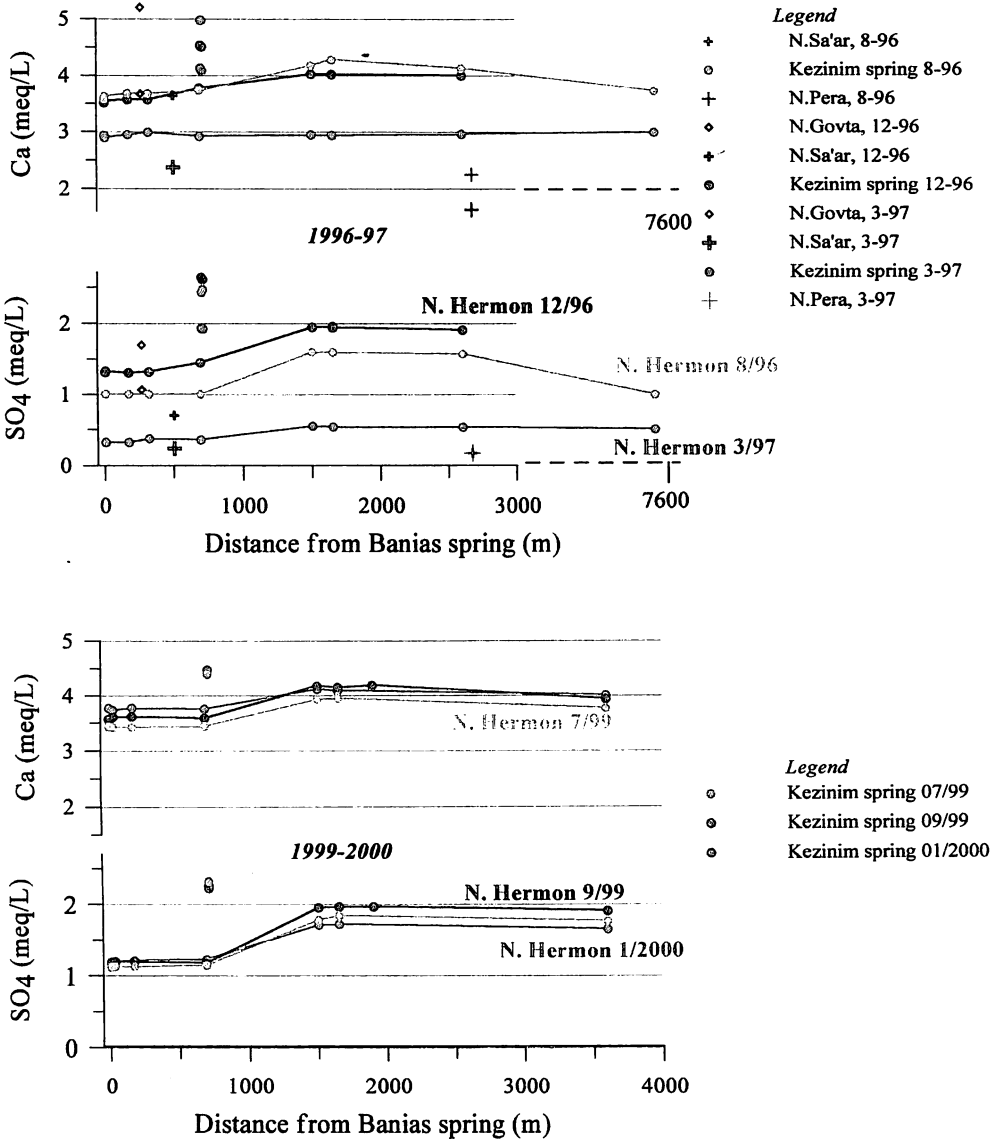 5
4
3
2
Ca (meq/L)
7600
1996-97
Legend
N.Sa'ar, 8-96
Kezinim spring 8-96
N.Pera, 8-96
N.Govta, 12-96
N.Sa'ar, 12-96
Kezinim spring 12-96
N.Govta, 3-97
N.Sa'ar, 3-97
Kezinim spring 3-97
N.Pera, 3-97
2
1
0
SO4 (meq/L)
N. Hermon 12/96
N. Hermon 8/96
N. Hermon 3/97
0 1000 2000 3000 7600
Distance from Banias spring (m)
5
4
3
2
Ca (meq/L)
N. Hermon 7/99
1999-2000
Legend
Kezinim spring 07/99
Kezinim spring 09/99
Kezinim spring 01/2000
2
1
0
SO4 (meq/L)
N. Hermon 9/99
N. Hermon 1/2000
0 1000 2000 3000 4000
Distance from Banias spring (m)